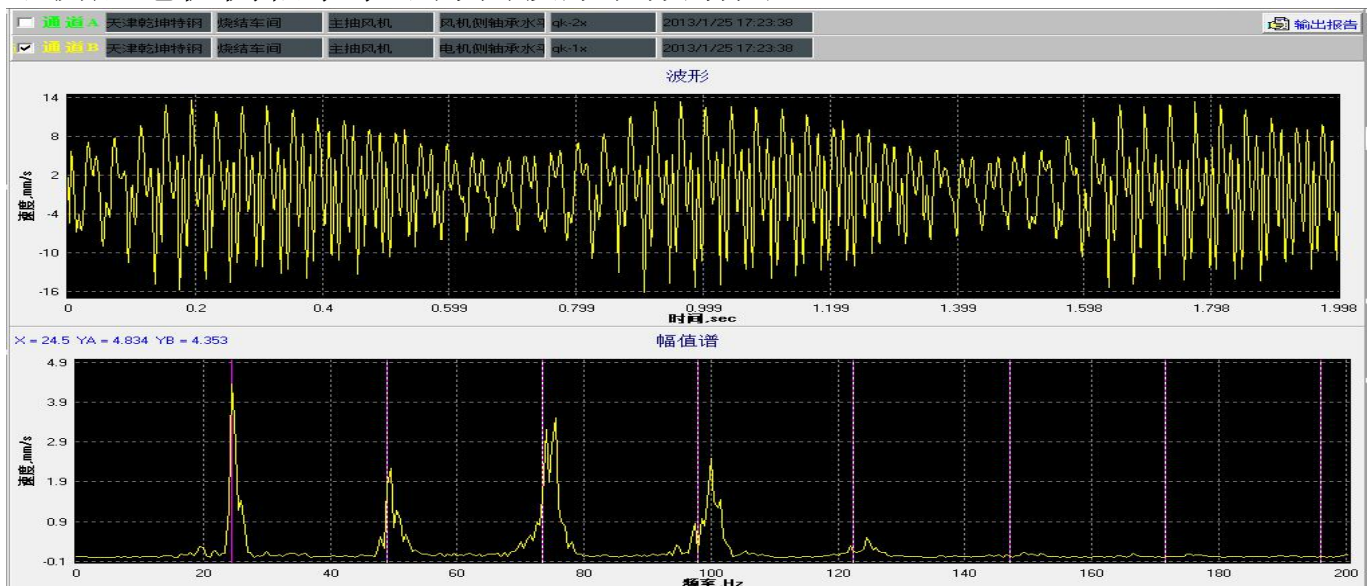 通道A 天津乾坤特钢 烧结车间 主抽风机 风机侧轴承水平 qk-2x 2013/1/25 17:23:38 输出报告
通道B 天津乾坤特钢 烧结车间 主抽风机 电机侧轴承水平 qk-1x 2013/1/25 17:23:38
波形
14
8
2
-4
-10
-16
速度,mm/s
0 0.2 0.4 0.599 0.799 0.999 1.199 1.399 1.598 1.798 1.998
时间,sec
X = 24.5 YA = 4.834 YB = 4.353 幅值谱
4.9
3.9
2.9
1.9
0.9
-0.1
速度,mm/s
0 20 40 60 80 100 120 140 160 180 200
频率,Hz